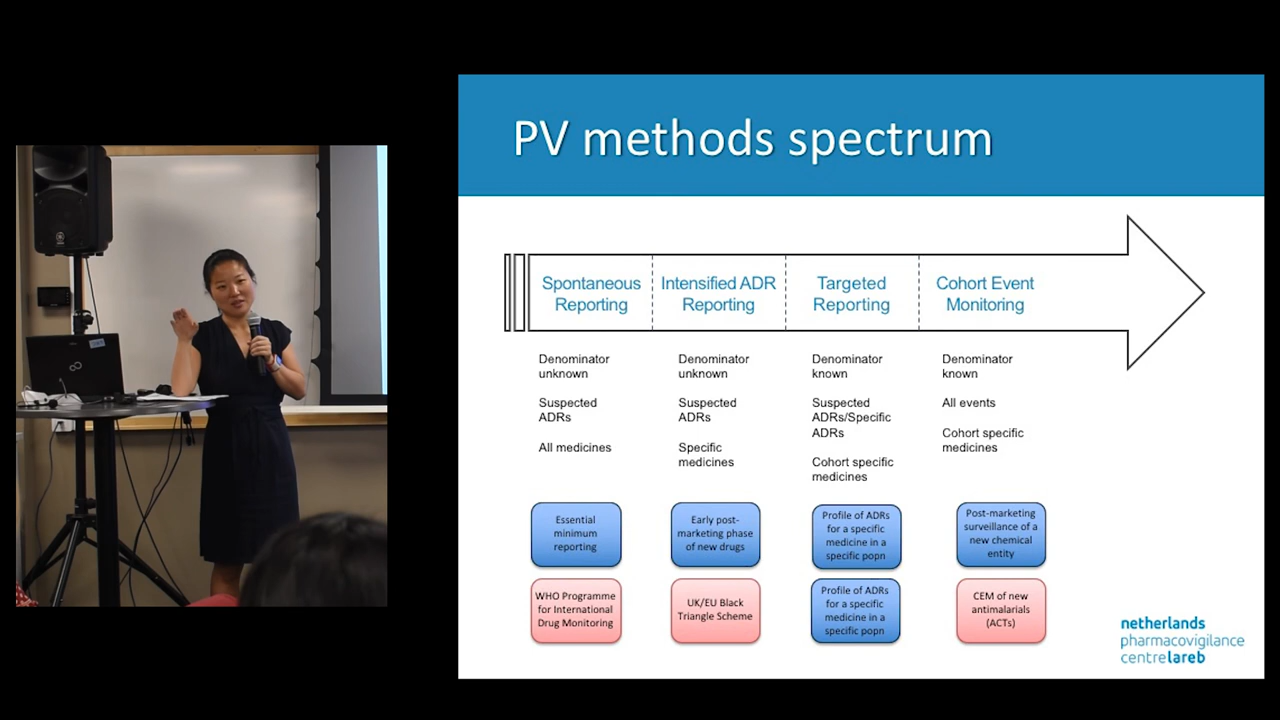 PV methods spectrum
Spontaneous
Reporting
Intensified ADR
Reporting
Targeted
Reporting
Cohort Event
Monitoring
Denominator
unknown
Suspected
ADRs
All medicines
Denominator
unknown
Suspected
ADRs
Specific
medicines
Denominator
known
Suspected
ADRs/Specific
ADRs
Cohort specific
medicines
Denominator
known
All events
Cohort specific
medicines
Essential
minimum
reporting
Early post-
marketing phase
of new drugs
Profile of ADRs
for a specific
medicine in a
specific popn
Post-marketing
surveillance of a
new chemical
entity
WHO Programme
for International
Drug Monitoring
UK/EU Black
Triangle Scheme
Profile of ADRs
for a specific
medicine in a
specific popn
CEM of new
antimalarials
(ACTs)
netherlands
pharmacovigilance
centre lareb